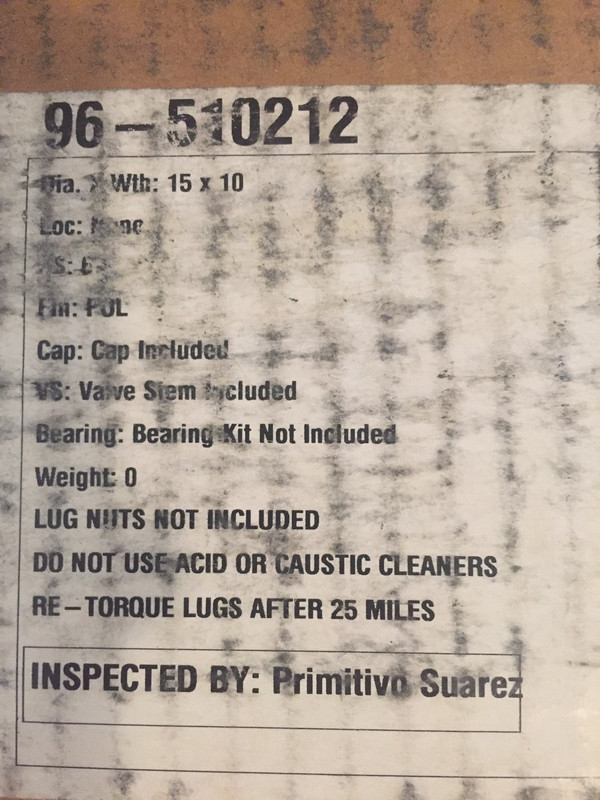 96-510212
Dia. x Wth: 15 x 10
Loc:
Fin: POL
Cap: Cap Included
VS: Valve Stem Included
Bearing: Bearing Kit Not Included
Weight: 0
LUG NUTS NOT INCLUDED
DO NOT USE ACID OR CAUSTIC CLEANERS
RE-TORQUE LUGS AFTER 25 MILES
INSPECTED BY: Primitivo Suarez